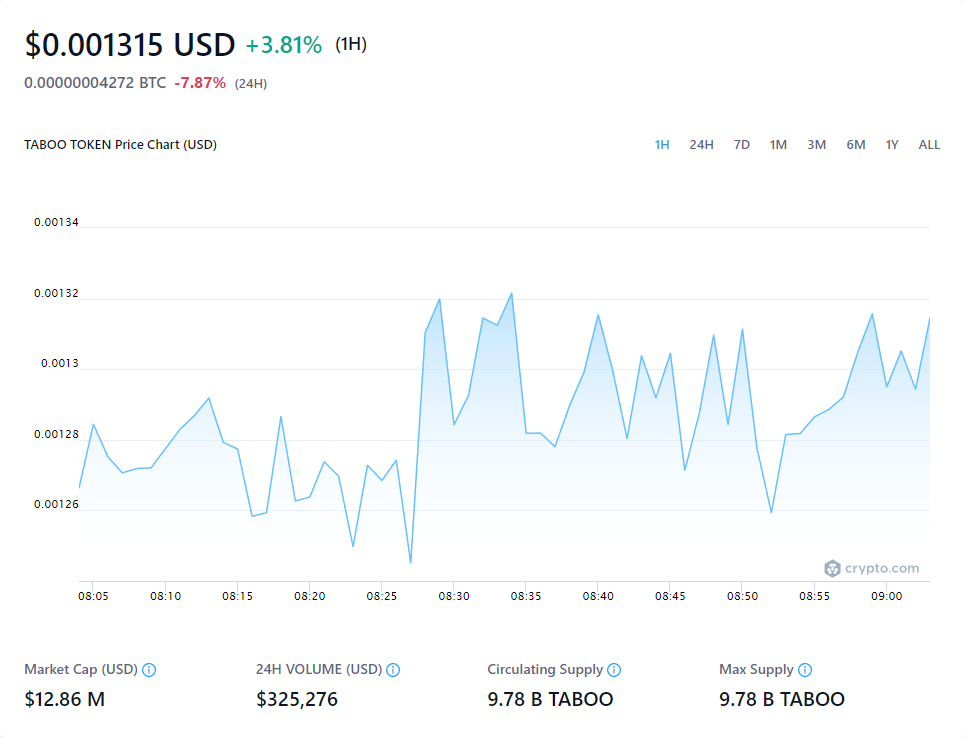 $0.001315 USD +3.81% (1H)
0.00000004272 BTC -7.87% (24H)
TABOO TOKEN Price Chart (USD) 1H 24H 7D 1M 3M 6M 1Y ALL
0.00134
0.00132
0.0013
0.00128
0.00126
crypto.com
08:05 08:10 08:15 08:20 08:25 08:30 08:35 08:40 08:45 08:50 08:55 09:00
Market Cap (USD) 24H VOLUME (USD) Circulating Supply Max Supply
$12.86 M $325,276 9.78 B TABOO 9.78 B TABOO